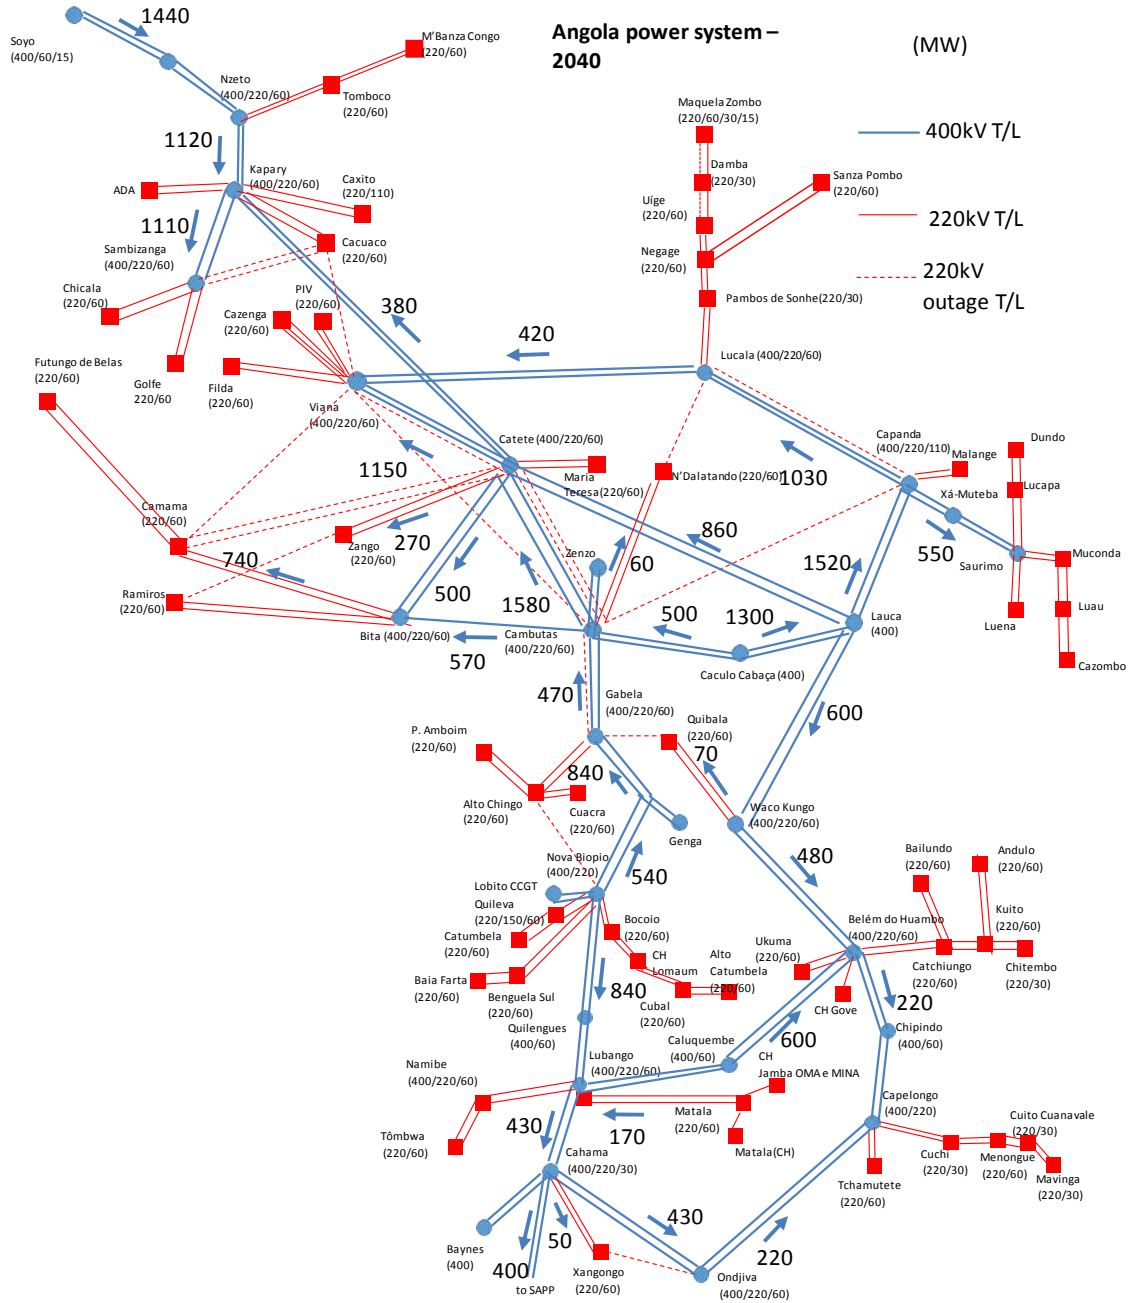 1440
Soyo
(400/60/15)
Angola power system –
2040
(MW)
M'Banza Congo
(220/60)
Nzeto
(400/220/60)
Tomboco
(220/60)
Maquela Zombo
(220/60/30/15)
400kV T/L
1120
Damba
(220/30)
Sanza Pombo
(220/60)
Kapary
(400/220/60)
ADA
Caxito
(220/110)
Uíge
(220/60)
220kV T/L
1110
Sambizanga
(400/220/60)
Cacuaco
(220/60)
Negage
(220/60)
220kV
outage T/L
Chicala
(220/60)
PIV
(220/60)
Pambos de Sonhe(220/30)
Cazenga
(220/60)
380
420
Futungo de Belas
(220/60)
Golfe
220/60
Filda
(220/60)
Lucala (400/220/60)
Viana
(400/220/60)
Catete (400/220/60)
Capanda
(400/220/110)
Dundo
Malange
1150
Maria
Teresa(220/60)
N'Dalatando (220/60)
1030
Lucapa
Xá-Muteba
Camama
(220/60)
Zango
(220/60)
270
Zenzo
60
860
1520
550
Saurimo
Muconda
740
Ramiros
(220/60)
500
1580
Luau
Luena
Bita (400/220/60)
Cambutas
(400/220/60)
500
1300
Lauca
(400)
Cazombo
570
Caculo Cabaça (400)
470
Gabela
(400/220/60)
600
P. Amboim
(220/60)
Quibala
(220/60)
70
840
Alto Chingo
(220/60)
Cuacra
(220/60)
Genga
Waco Kungo
(400/220/60)
480
Nova Biopio
(400/220)
540
Bailundo
(220/60)
Andulo
(220/60)
Lobito CCGT
Quileva
(220/150/60)
Catumbela
(220/60)
Bocoio
(220/60)
Belém do Huambo
(400/220/60)
Kuito
(220/60)
CH
Lomaum
Alto
Catumbela
(220/60)
Ukuma
(220/60)
Catchiungo
(220/60)
Chitembo
(220/30)
Baia Farta
(220/60)
Benguela Sul
(220/60)
840
Cubal
(220/60)
CH Gove
220
Quilengues
(400/60)
Caluquembe
(400/60)
600
Chipindo
(400/60)
Lubango
(400/220/60)
CH
Jamba OMA e MINA
Namibe
(400/220/60)
Capelongo
(400/220)
Matala
(220/60)
Cuito Cuanavale
(220/30)
430
170
Tômbwa
(220/60)
Matala(CH)
Cuchi
(220/30)
Menongue
(220/60)
Cahama
(400/220/30)
Tchamutete
(220/60)
Mavinga
(220/30)
430
50
220
Baynes
(400)
400
to SAPP
Xangongo
(220/60)
Ondjiva
(400/220/60)